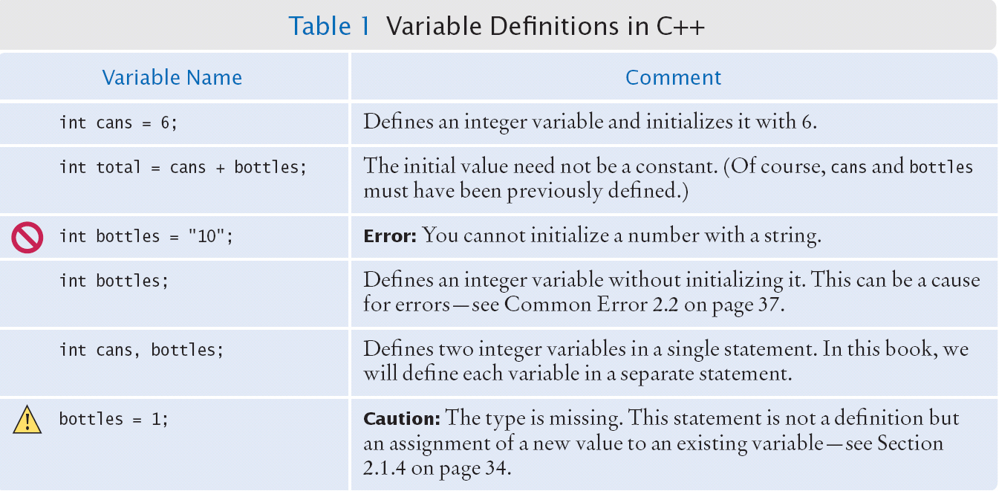 Table 1 Variable Definitions in C++
Variable Name
Comment
int cans = 6;
Defines an integer variable and initializes it with 6.
int total = cans + bottles;
The initial value need not be a constant. (Of course, cans and bottles
must have been previously defined.)
int bottles = "10";
Error: You cannot initialize a number with a string.
int bottles;
Defines an integer variable without initializing it. This can be a cause
for errors—see Common Error 2.2 on page 37.
int cans, bottles;
Defines two integer variables in a single statement. In this book, we
will define each variable in a separate statement.
bottles = 1;
Caution: The type is missing. This statement is not a definition but
an assignment of a new value to an existing variable—see Section
2.1.4 on page 34.